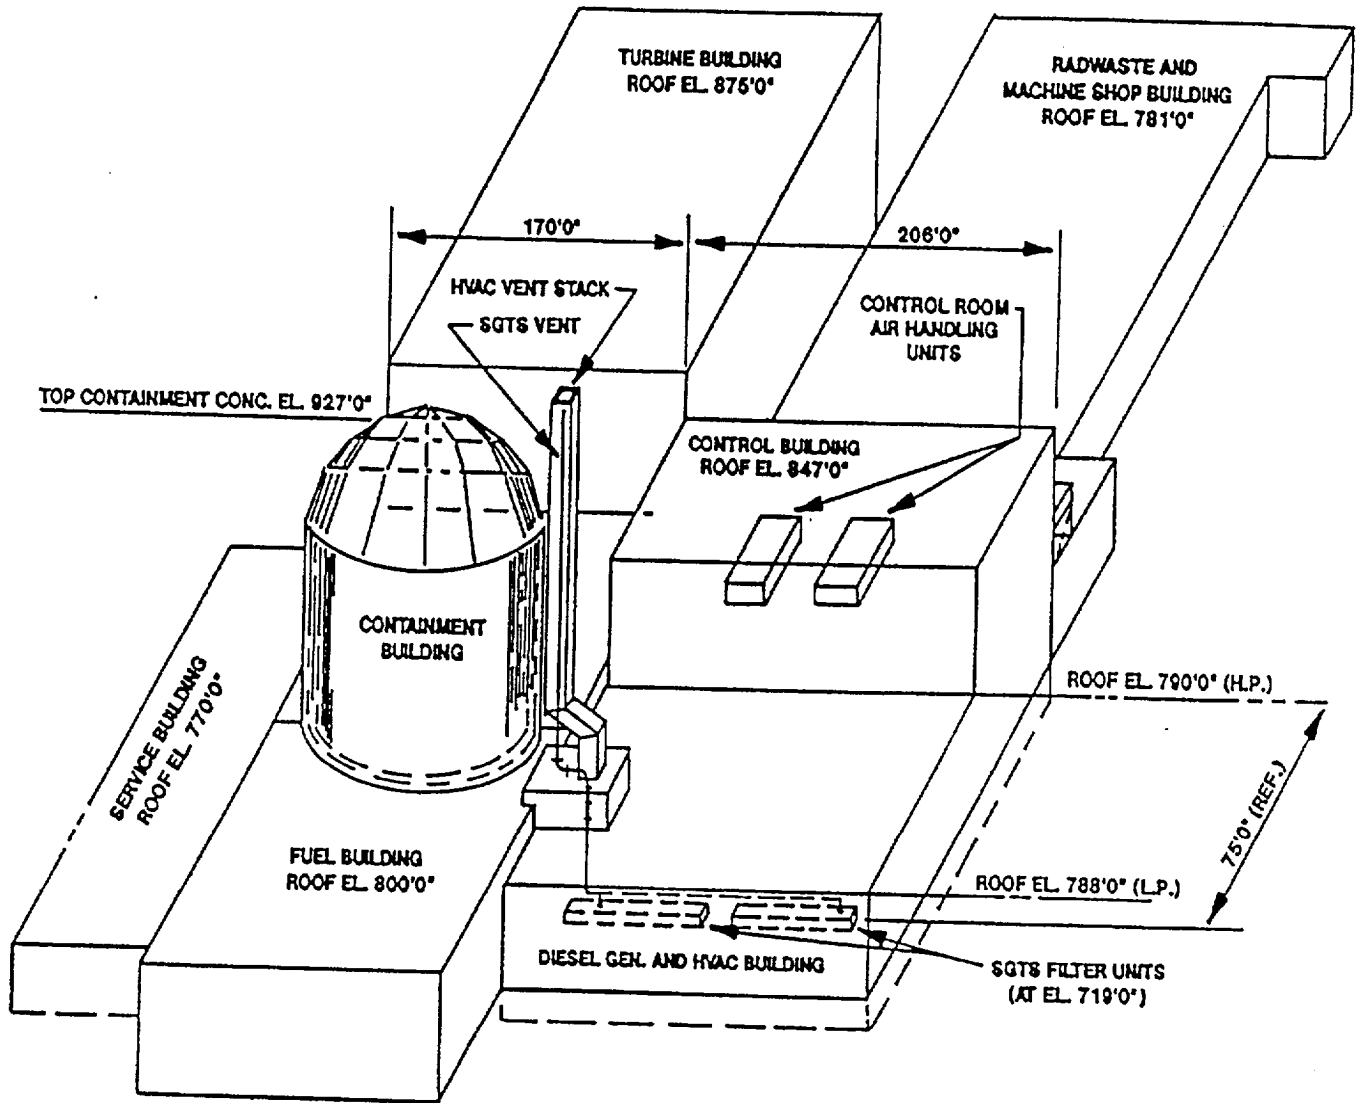 TURBINE BUILDING
ROOF EL. 875'0"
RADWASTE AND
MACHINE SHOP BUILDING
ROOF EL. 781'0"
170'0"
206'0"
HVAC VENT STACK
SGTS VENT
CONTROL ROOM
AIR HANDLING
UNITS
TOP CONTAINMENT CONC. EL. 927'0"
CONTROL BUILDING
ROOF EL. 847'0"
CONTAINMENT
BUILDING
SERVICE BUILDING
ROOF EL. 770'0"
ROOF EL. 790'0" (H.P.)
75'0" (REF.)
FUEL BUILDING
ROOF EL. 800'0"
ROOF EL. 788'0" (L.P.)
DIESEL GEN. AND HVAC BUILDING
SGTS FILTER UNITS
(AT EL. 719'0")